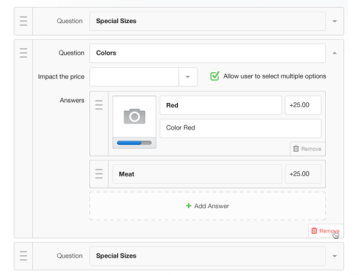 Question Special Sizes
Question Colors
Impact the price Allow user to select multiple options
Answers Red +25.00
Color Red
Remove
Meat +25.00
+ Add Answer
Remove
Question Special Sizes